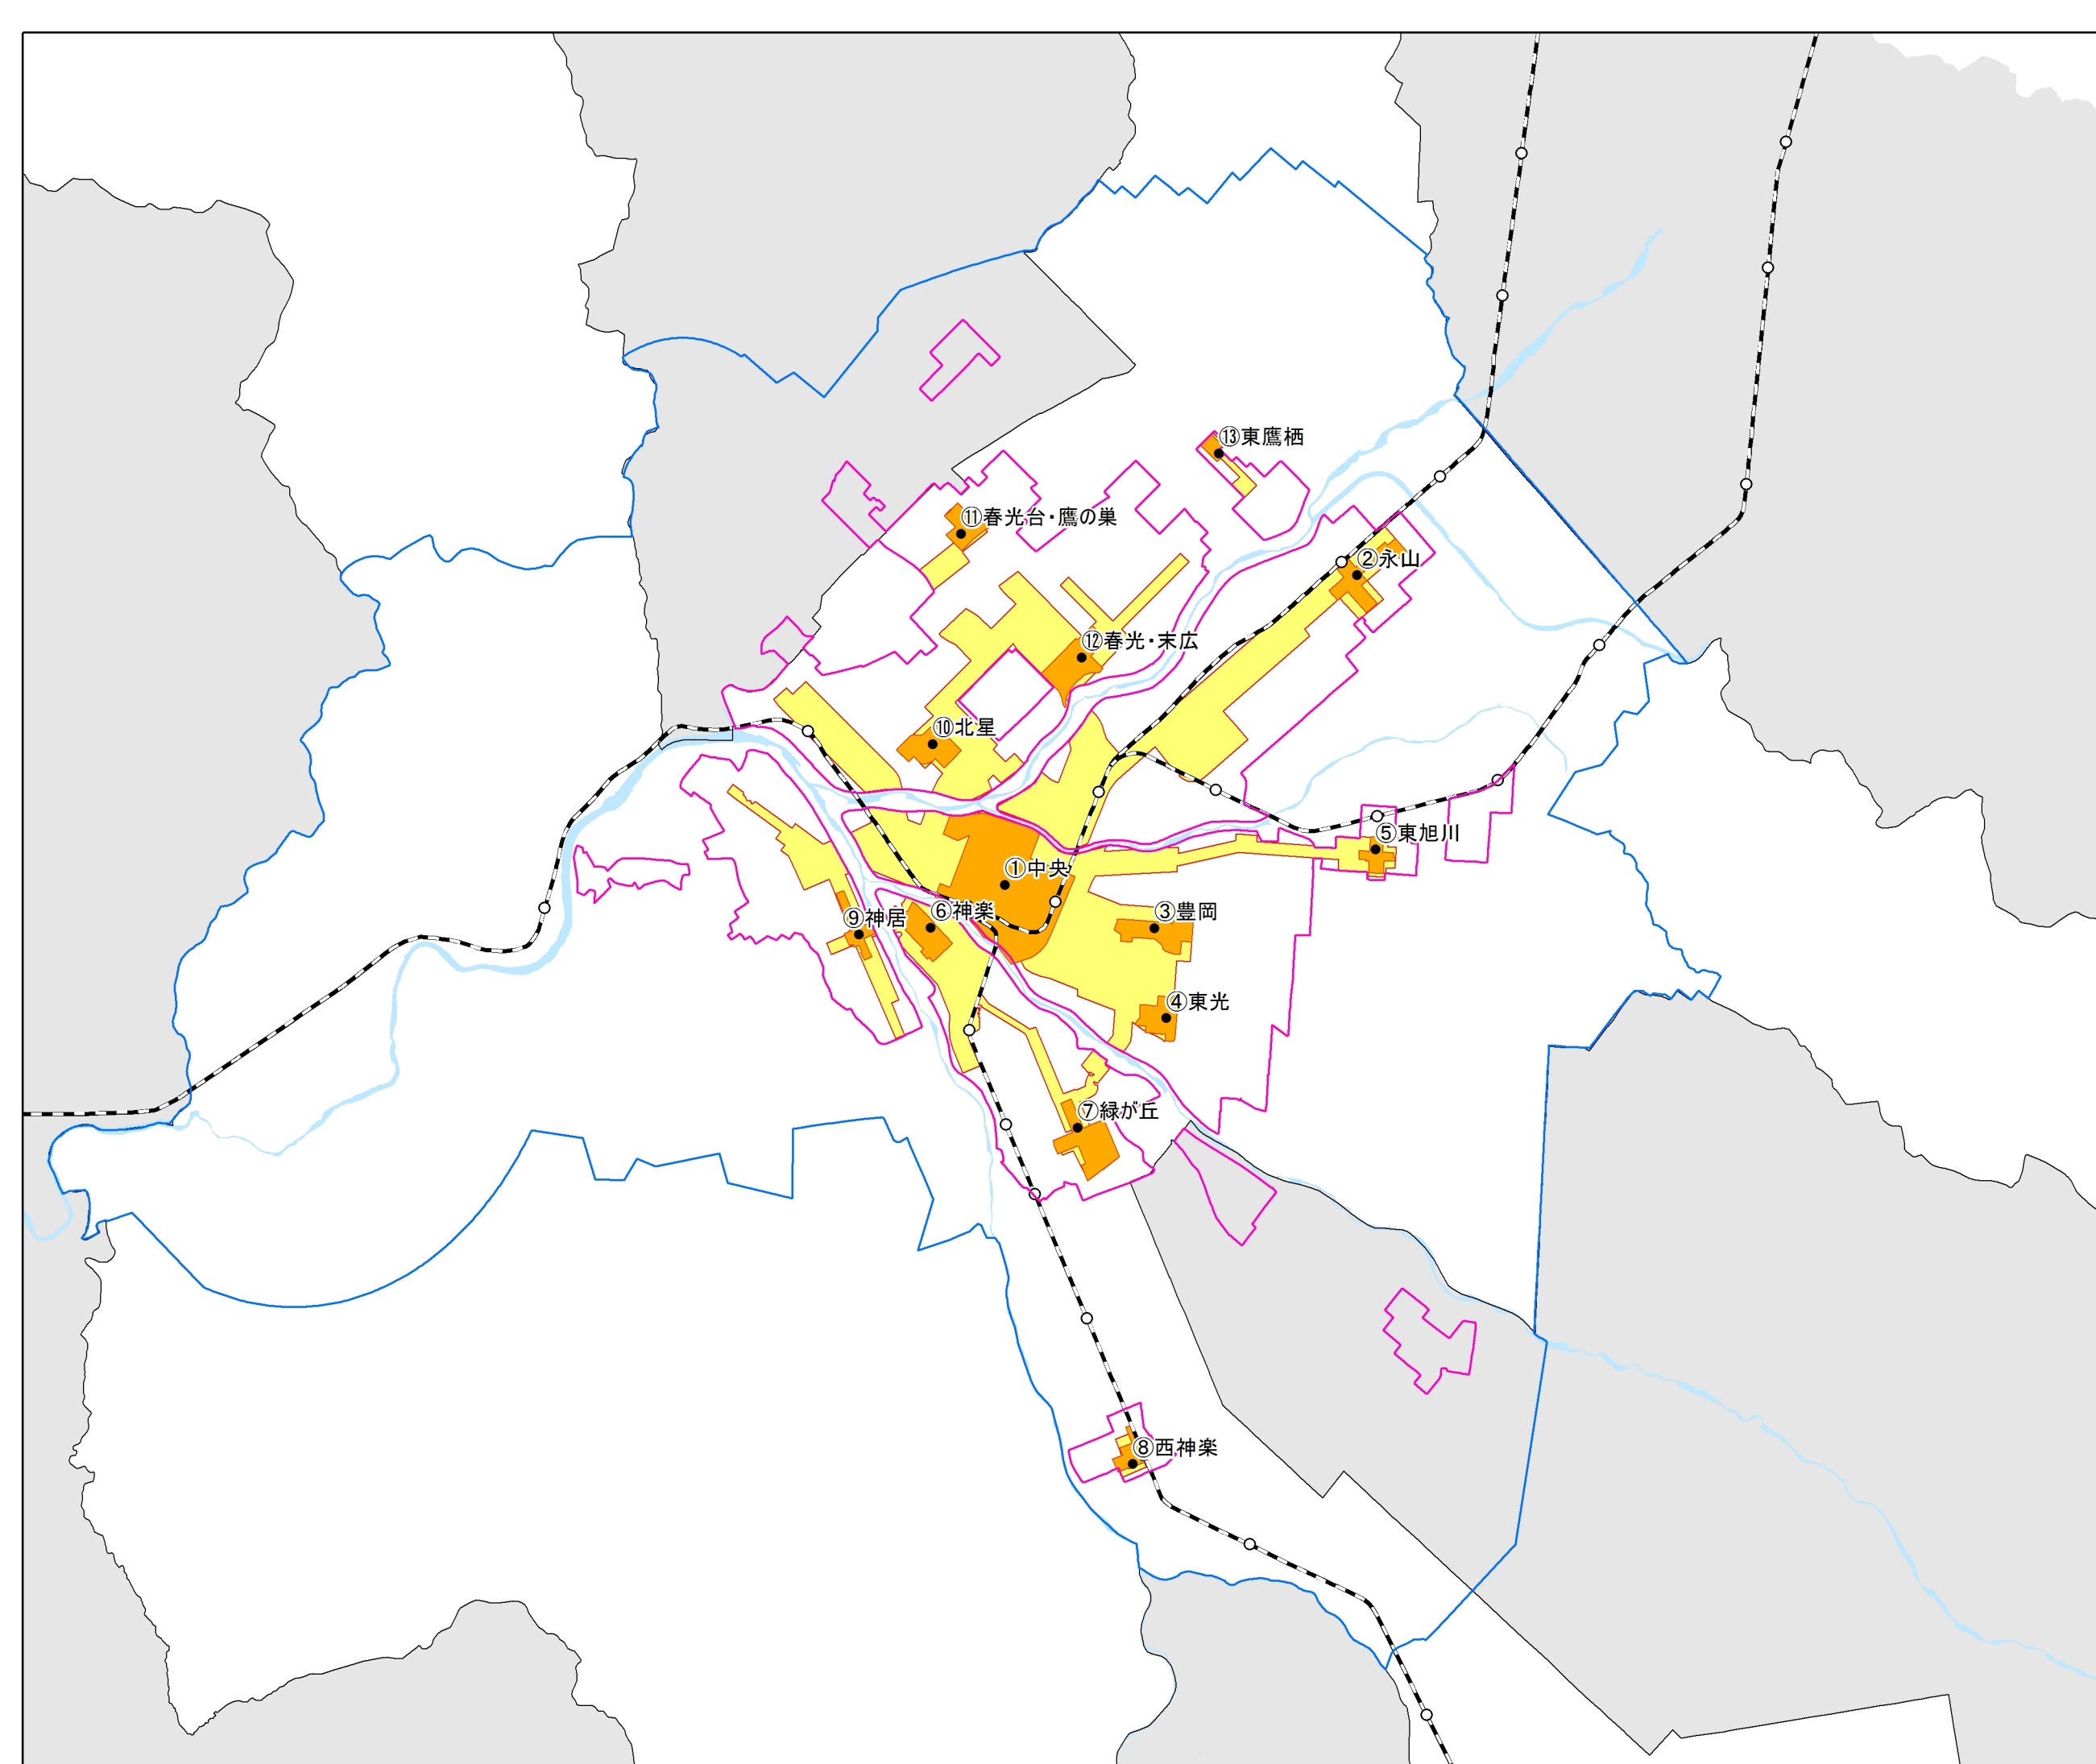 ⑬東鷹栖
⑪春光台・鷹の巣
②永山
⑫春光・末広
⑩北星
⑤東旭川
①中央
⑥神楽
③豊岡
⑨神居
④東光
⑦緑が丘
⑧西神楽